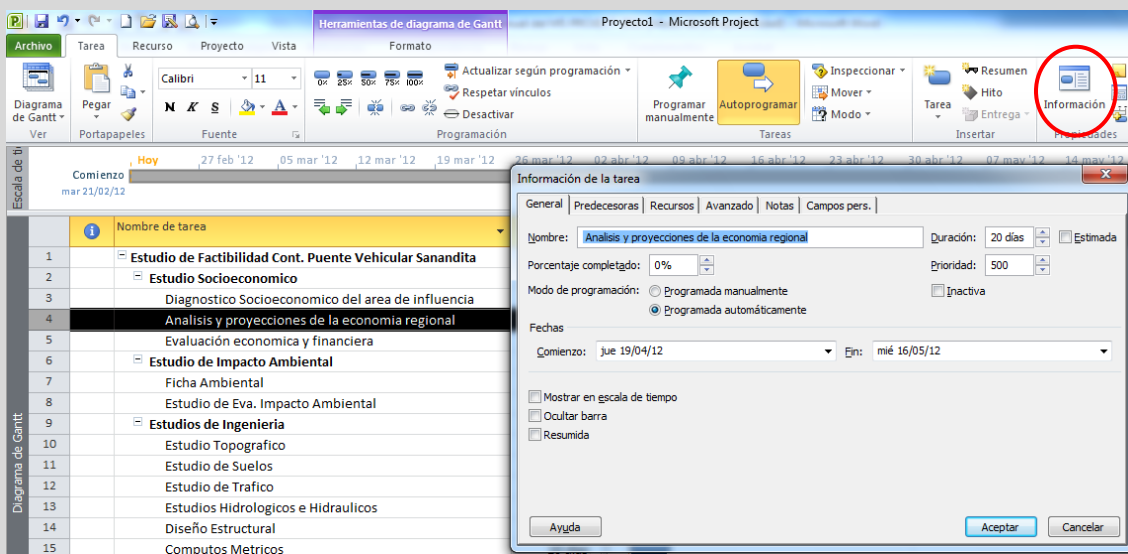 Herramientas de diagrama de Gantt
Proyecto1 - Microsoft Project
Archivo Tarea Recurso Proyecto Vista Formato
Diagrama de Gantt
Ver
Pegar
Portapapeles
Calibri 11
N K S A
Fuente
0% 25% 50% 75% 100%
Actualizar según programación
Respetar vínculos
Desactivar
Programación
Programar manualmente
Autoprogramar
Inspeccionar
Mover
Modo
Tareas
Tarea
Resumen
Hito
Entrega
Insertar
Información
Propiedades
Escala de ti
Hoy 27 feb '12 05 mar '12 12 mar '12 19 mar '12 26 mar '12 02 abr '12 09 abr '12 16 abr '12 23 abr '12 30 abr '12 07 may '12 14 may '12
Comienzo
mar 21/02/12
Diagrama de Gantt
Nombre de tarea
1 Estudio de Factibilidad Cont. Puente Vehicular Sanandita
2 Estudio Socioeconomico
3 Diagnostico Socioeconomico del area de influencia
4 Analisis y proyecciones de la economia regional
5 Evaluación economica y financiera
6 Estudio de Impacto Ambiental
7 Ficha Ambiental
8 Estudio de Eva. Impacto Ambiental
9 Estudios de Ingenieria
10 Estudio Topografico
11 Estudio de Suelos
12 Estudio de Trafico
13 Estudios Hidrologicos e Hidraulicos
14 Diseño Estructural
15 Computos Metricos
Información de la tarea
General Predecesoras Recursos Avanzado Notas Campos pers.
Nombre: Analisis y proyecciones de la economia regional Duración: 20 días Estimada
Porcentaje completado: 0% Prioridad: 500
Modo de programación: Programada manualmente Inactiva
Programada automáticamente
Fechas
Comienzo: jue 19/04/12 Fin: mié 16/05/12
Mostrar en escala de tiempo
Ocultar barra
Resumida
Ayuda Aceptar Cancelar